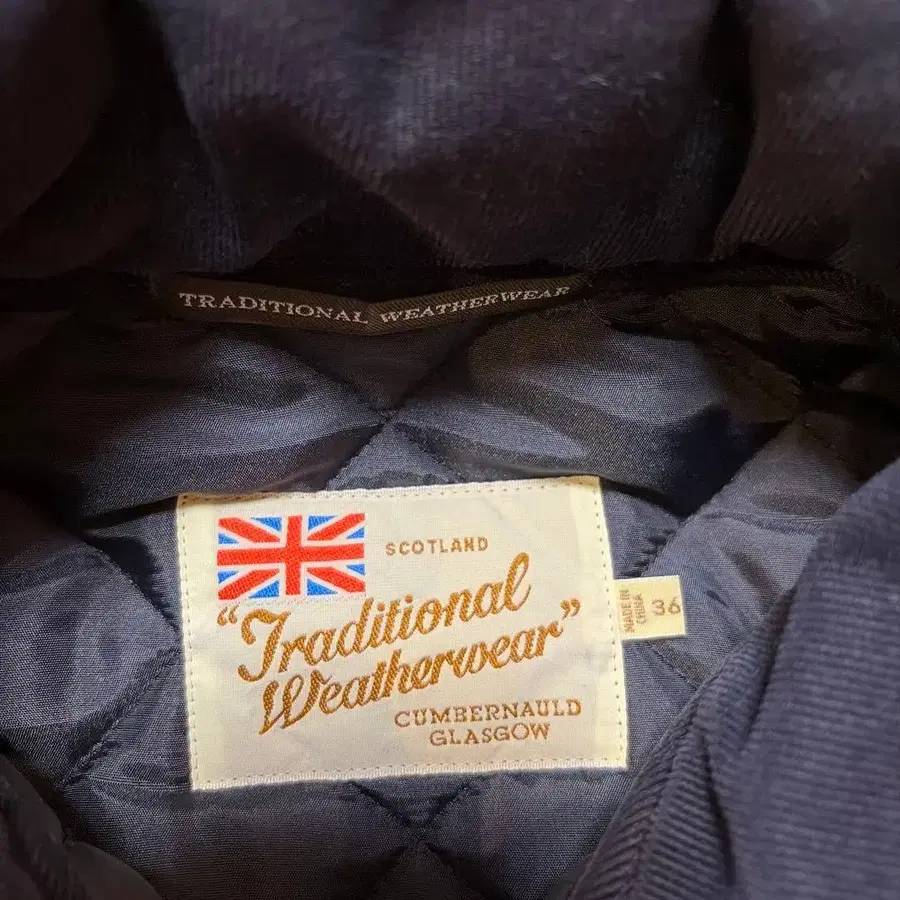 TRADITIONAL WEATHERWEAR
SCOTLAND
"Traditional
Weatherwear"
CUMBERNAULD
GLASGOW
MADE IN
CHINA
36